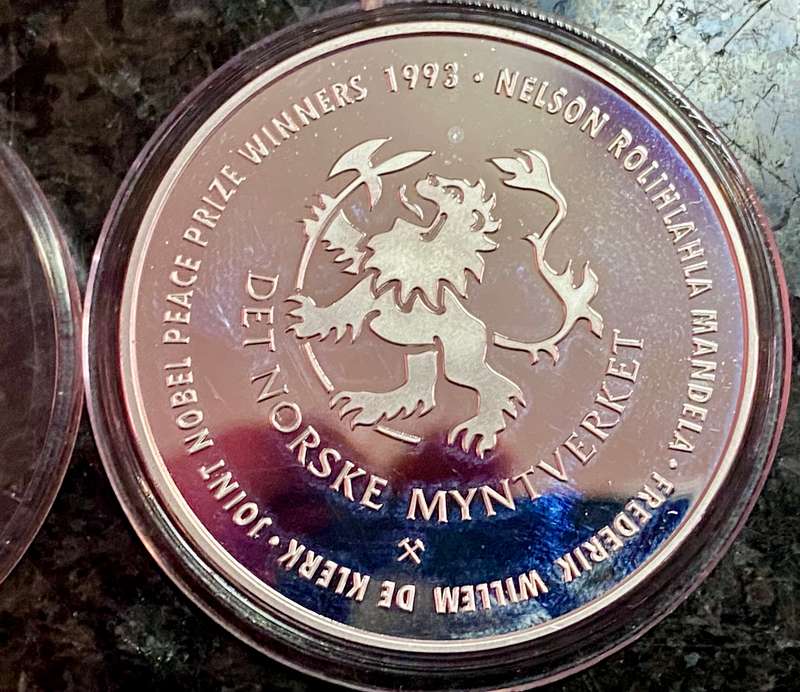 JOINT NOBEL PEACE PRIZE WINNERS 1993 · NELSON ROLIHLAHLA MANDELA · FREDERIK WILLEM DE KLERK ·
DET NORSKE MYNTVERKET